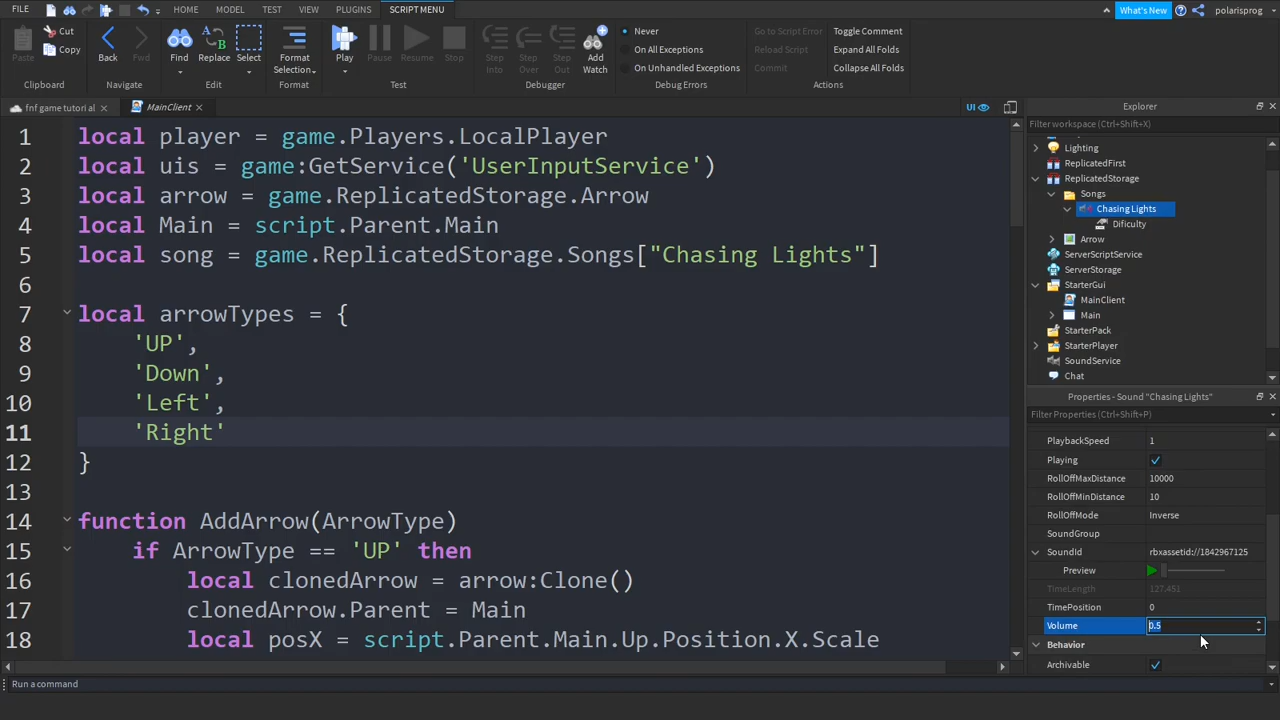 FILE HOME MODEL TEST VIEW PLUGINS SCRIPT MENU What's New polarisprog
Paste Cut Copy Back Fwd Find Replace Select Format Selection Play Pause Resume Stop Step Into Step Over Step Out Add Watch Never On All Exceptions On Unhandled Exceptions Go to Script Error Reload Script Commit Toggle Comment Expand All Folds Collapse All Folds
Clipboard Navigate Edit Format Test Debugger Debug Errors Actions
fnf game tutori al MainClient UI
1 local player = game.Players.LocalPlayer
2 local uis = game:GetService('UserInputService')
3 local arrow = game.ReplicatedStorage.Arrow
4 local Main = script.Parent.Main
5 local song = game.ReplicatedStorage.Songs["Chasing Lights"]
6
7 local arrowTypes = {
8 'UP',
9 'Down',
10 'Left',
11 'Right'
12 }
13
14 function AddArrow(ArrowType)
15 if ArrowType == 'UP' then
16 local clonedArrow = arrow:Clone()
17 clonedArrow.Parent = Main
18 local posX = script.Parent.Main.Up.Position.X.Scale
Explorer
Filter workspace (Ctrl+Shift+X)
Lighting
ReplicatedFirst
ReplicatedStorage
Songs
Chasing Lights
Dificulty
Arrow
ServerScriptService
ServerStorage
StarterGui
MainClient
Main
StarterPack
StarterPlayer
SoundService
Chat
Properties - Sound "Chasing Lights"
Filter Properties (Ctrl+Shift+P)
PlaybackSpeed 1
Playing
RollOffMaxDistance 10000
RollOffMinDistance 10
RollOffMode Inverse
SoundGroup
SoundId rbxassetid://1842967125
Preview
TimeLength 127.451
TimePosition 0
Volume 0.5
Behavior
Archivable
Run a command